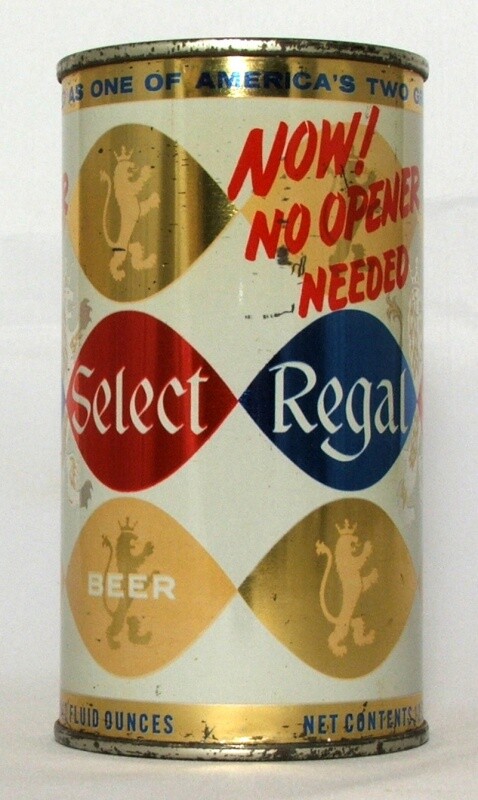 AS ONE OF AMERICA'S TWO
NOW!
NO OPENER
NEEDED
Select Regal
BEER
FLUID OUNCES NET CONTENTS